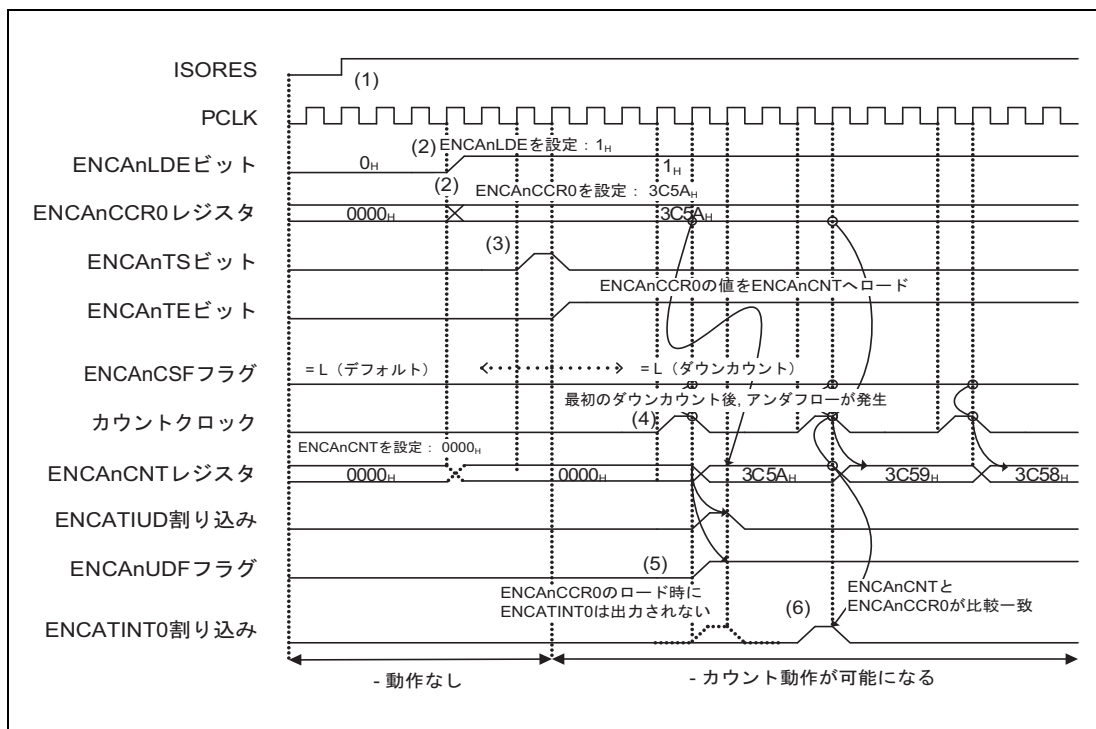 ISORES
(1)
PCLK
ENCAnLDEビット
0H
(2) ENCAnLDEを設定：1H
1H
ENCAnCCR0レジスタ
0000H
(2) ENCAnCCR0を設定： 3C5AH
3C5AH
ENCAnTSビット
(3)
ENCAnCCR0の値をENCAnCNTへロード
ENCAnTEビット
ENCAnCSFフラグ
= L（デフォルト）
= L（ダウンカウント）
最初のダウンカウント後, アンダフローが発生
カウントクロック
(4)
ENCAnCNTを設定：0000H
ENCAnCNTレジスタ
0000H
0000H
3C5AH
3C59H
3C58H
ENCATIUD割り込み
ENCAnUDFフラグ
(5)
ENCAnCCR0のロード時に
ENCATINT0は出力されない
(6)
ENCAnCNTと
ENCAnCCR0が比較一致
ENCATINT0割り込み
- 動作なし
- カウント動作が可能になる